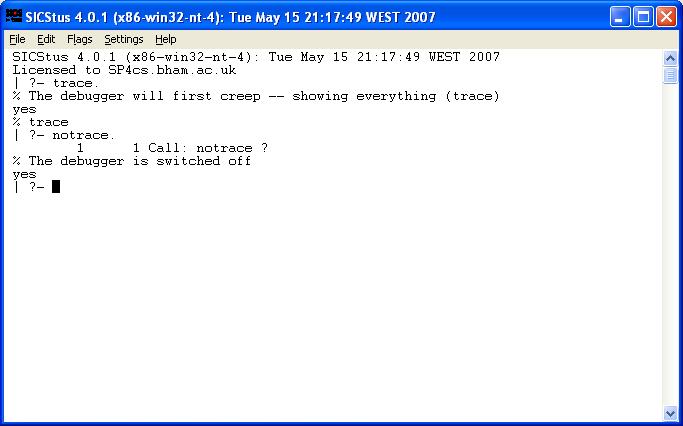 SICStus 4.0.1 (x86-win32-nt-4): Tue May 15 21:17:49 WEST 2007
File Edit Flags Settings Help
SICStus 4.0.1 (x86-win32-nt-4): Tue May 15 21:17:49 WEST 2007
Licensed to SP4cs.bham.ac.uk
| ?- trace.
% The debugger will first creep -- showing everything (trace)
yes
% trace
| ?- notrace.
        1      1 Call: notrace ?
% The debugger is switched off
yes
| ?-